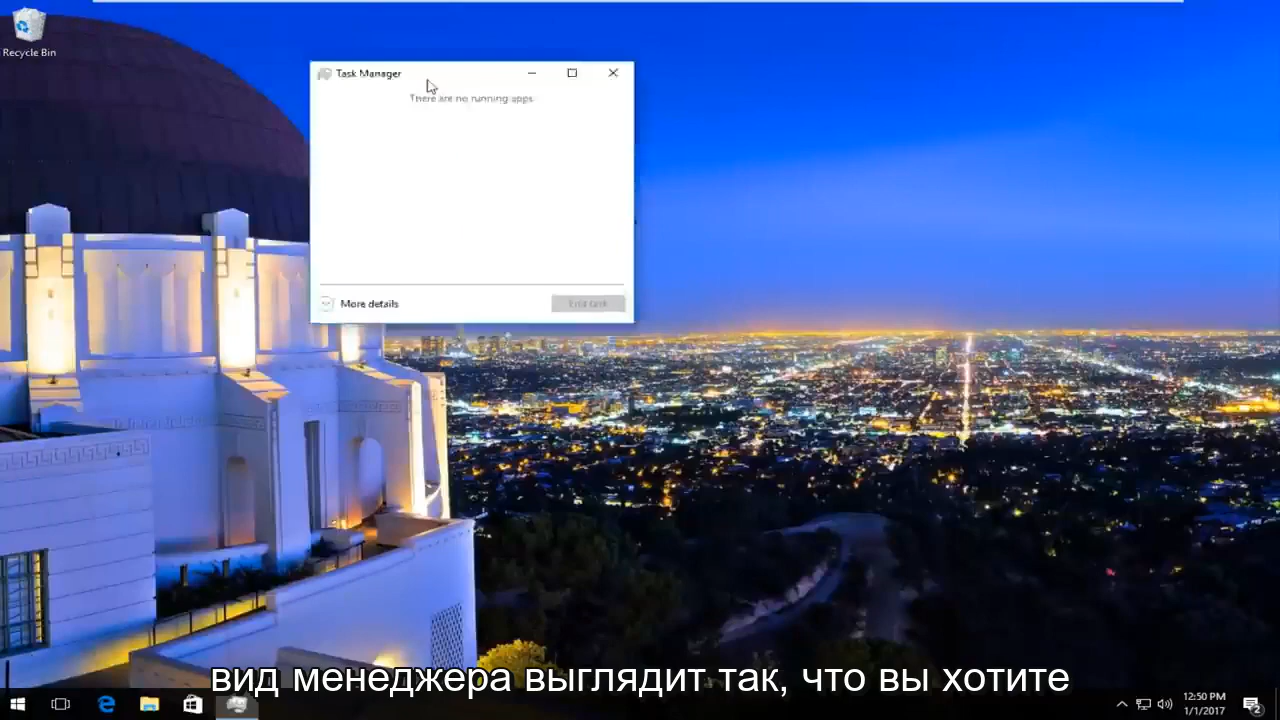 Recycle Bin
Task Manager
There are no running apps
More details
End task
вид менеджера выглядит так, что вы хотите
12:50 PM
1/1/2017
2